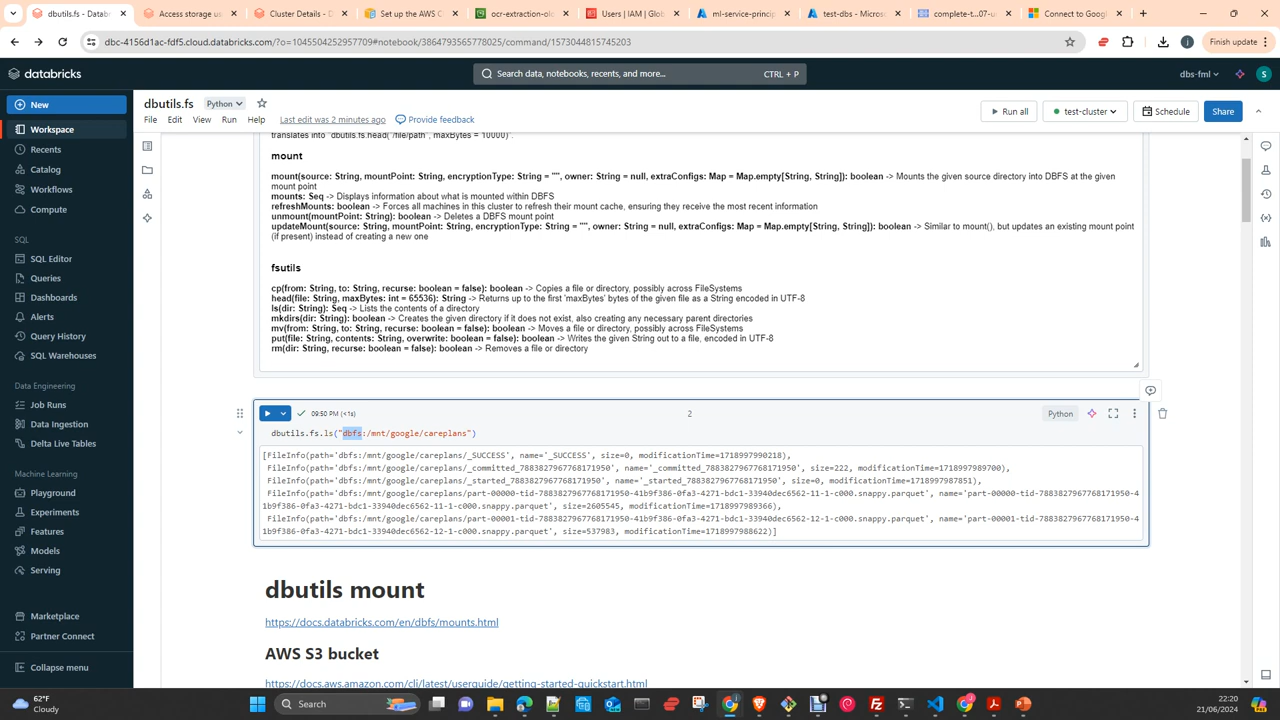 dbutils.fs - Databricks
Access storage us
Cluster Details - D
Set up the AWS C
ocr-extraction-olo
Users | IAM | Glob
ml-service-princip
test-dbs - Microso
complete-t...07-ur
Connect to Googl
dbc-4156d1ac-fdf5.cloud.databricks.com/?o=1045504252957709#notebook/3864793565778025/command/1573044815745203
Finish update
databricks
Search data, notebooks, recents, and more...
CTRL + P
dbs-fml
S
New
Workspace
Recents
Catalog
Workflows
Compute
SQL
SQL Editor
Queries
Dashboards
Alerts
Query History
SQL Warehouses
Data Engineering
Job Runs
Data Ingestion
Delta Live Tables
Machine Learning
Playground
Experiments
Features
Models
Serving
Marketplace
Partner Connect
Collapse menu
dbutils.fs
Python
File Edit View Run Help Last edit was 2 minutes ago Provide feedback
Run all
test-cluster
Schedule
Share
translates into `dbutils.fs.head("/file/path", maxBytes = 10000)`.
mount
mount(source: String, mountPoint: String, encryptionType: String = "", owner: String = null, extraConfigs: Map = Map.empty[String, String]): boolean -> Mounts the given source directory into DBFS at the given
mount point
mounts: Seq -> Displays information about what is mounted within DBFS
refreshMounts: boolean -> Forces all machines in this cluster to refresh their mount cache, ensuring they receive the most recent information
unmount(mountPoint: String): boolean -> Deletes a DBFS mount point
updateMount(source: String, mountPoint: String, encryptionType: String = "", owner: String = null, extraConfigs: Map = Map.empty[String, String]): boolean -> Similar to mount(), but updates an existing mount point
(if present) instead of creating a new one
fsutils
cp(from: String, to: String, recurse: boolean = false): boolean -> Copies a file or directory, possibly across FileSystems
head(file: String, maxBytes: int = 65536): String -> Returns up to the first 'maxBytes' bytes of the given file as a String encoded in UTF-8
ls(dir: String): Seq -> Lists the contents of a directory
mkdirs(dir: String): boolean -> Creates the given directory if it does not exist, also creating any necessary parent directories
mv(from: String, to: String, recurse: boolean = false): boolean -> Moves a file or directory, possibly across FileSystems
put(file: String, contents: String, overwrite: boolean = false): boolean -> Writes the given String out to a file, encoded in UTF-8
rm(dir: String, recurse: boolean = false): boolean -> Removes a file or directory
09:50 PM (<1s)
2
Python
dbutils.fs.ls("dbfs:/mnt/google/careplans")
[FileInfo(path='dbfs:/mnt/google/careplans/_SUCCESS', name='_SUCCESS', size=0, modificationTime=1718997990218),
FileInfo(path='dbfs:/mnt/google/careplans/_committed_7883827967768171950', name='_committed_7883827967768171950', size=222, modificationTime=1718997989700),
FileInfo(path='dbfs:/mnt/google/careplans/_started_7883827967768171950', name='_started_7883827967768171950', size=0, modificationTime=1718997987851),
FileInfo(path='dbfs:/mnt/google/careplans/part-00000-tid-7883827967768171950-41b9f386-0fa3-4271-bdc1-33940dec6562-11-1-c000.snappy.parquet', name='part-00000-tid-7883827967768171950-4
1b9f386-0fa3-4271-bdc1-33940dec6562-11-1-c000.snappy.parquet', size=2605545, modificationTime=1718997989366),
FileInfo(path='dbfs:/mnt/google/careplans/part-00001-tid-7883827967768171950-41b9f386-0fa3-4271-bdc1-33940dec6562-12-1-c000.snappy.parquet', name='part-00001-tid-7883827967768171950-4
1b9f386-0fa3-4271-bdc1-33940dec6562-12-1-c000.snappy.parquet', size=537983, modificationTime=1718997988622)]
dbutils mount
https://docs.databricks.com/en/dbfs/mounts.html
AWS S3 bucket
https://docs.aws.amazon.com/cli/latest/userguide/getting-started-quickstart.html
62°F
Cloudy
Search
22:20
21/06/2024